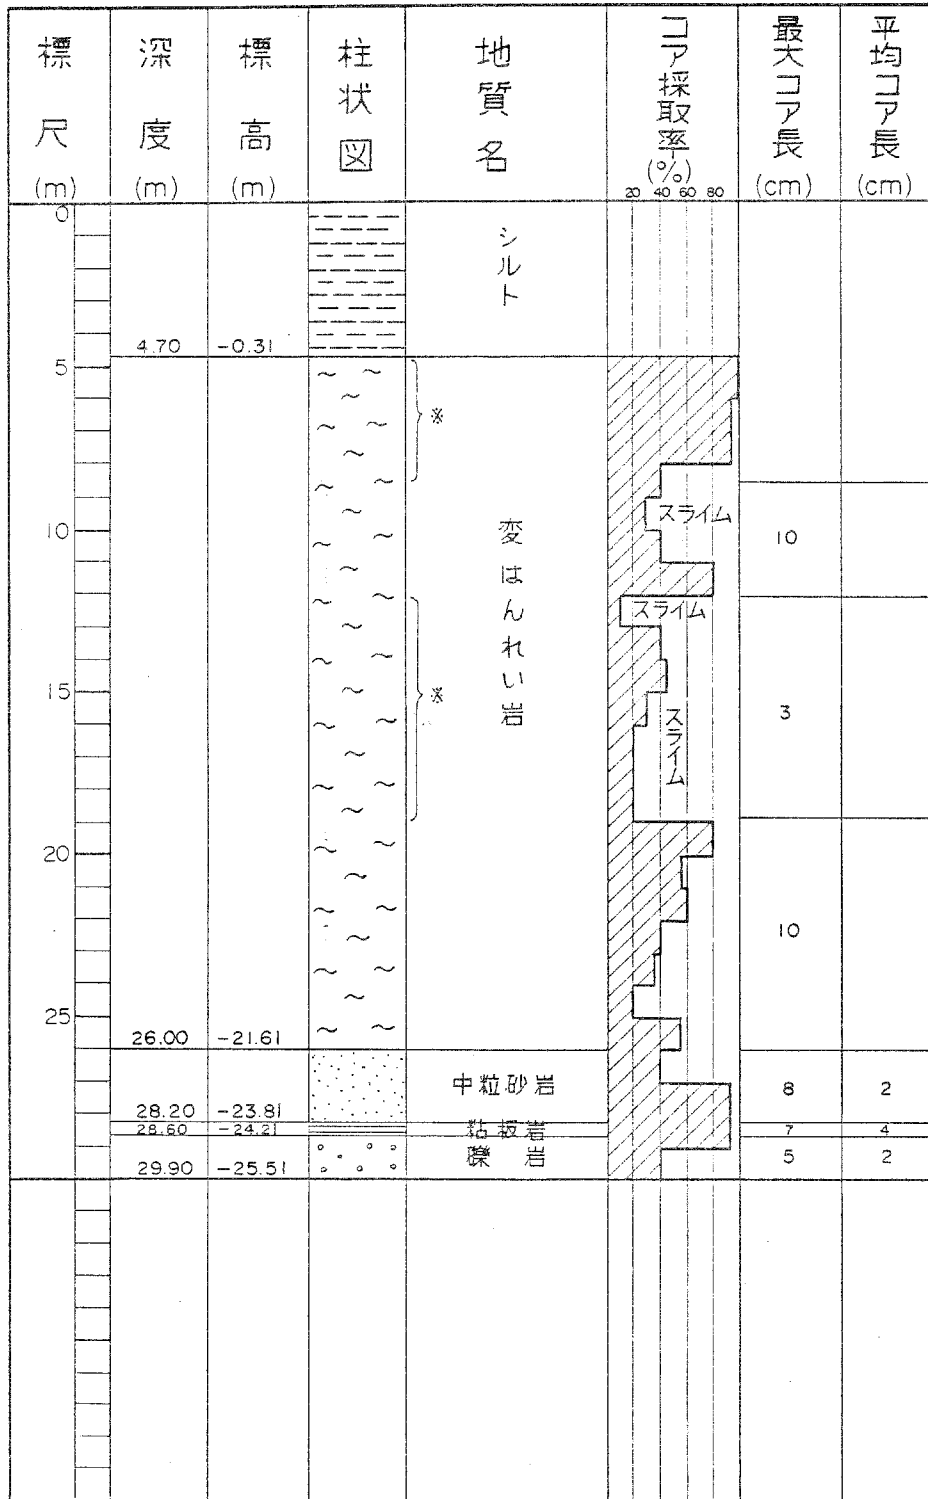 標尺(m)
深度(m)
標高(m)
柱状図
地質名
コア採取率(%)
20 40 60 80
最大コア長(cm)
平均コア長(cm)
0
シルト
4.70 -0.31
5
※
スライム
10
10
変はんれい岩
スライム
※
15
3
スライム
20
10
25
26.00 -21.61
中粒砂岩 8 2
28.20 -23.81
28.60 -24.21 粘板岩 7 4
礫岩 5 2
29.90 -25.51